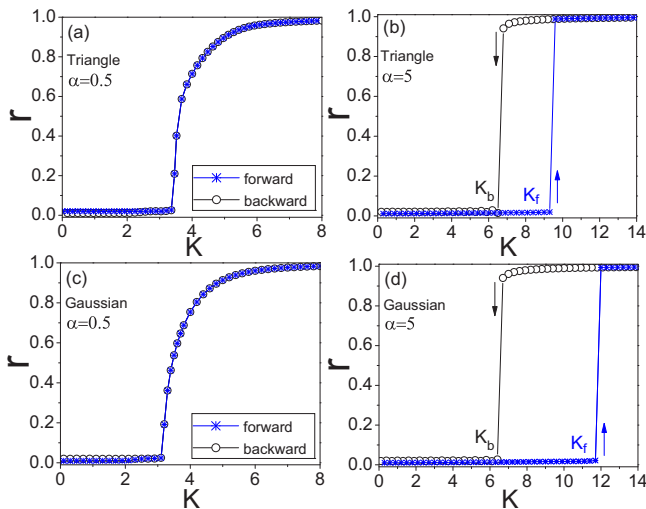 (a)
Triangle
α=0.5
r
1.0
0.8
0.6
0.4
0.2
0.0
forward
backward
0 2 4 6 8
K
(b)
Triangle
α=5
r
1.0
0.8
0.6
0.4
0.2
0.0
K_b
K_f
0 2 4 6 8 10 12 14
K
(c)
Gaussian
α=0.5
r
1.0
0.8
0.6
0.4
0.2
0.0
forward
backward
0 2 4 6 8
K
(d)
Gaussian
α=5
r
1.0
0.8
0.6
0.4
0.2
0.0
K_b
K_f
0 2 4 6 8 10 12 14
K